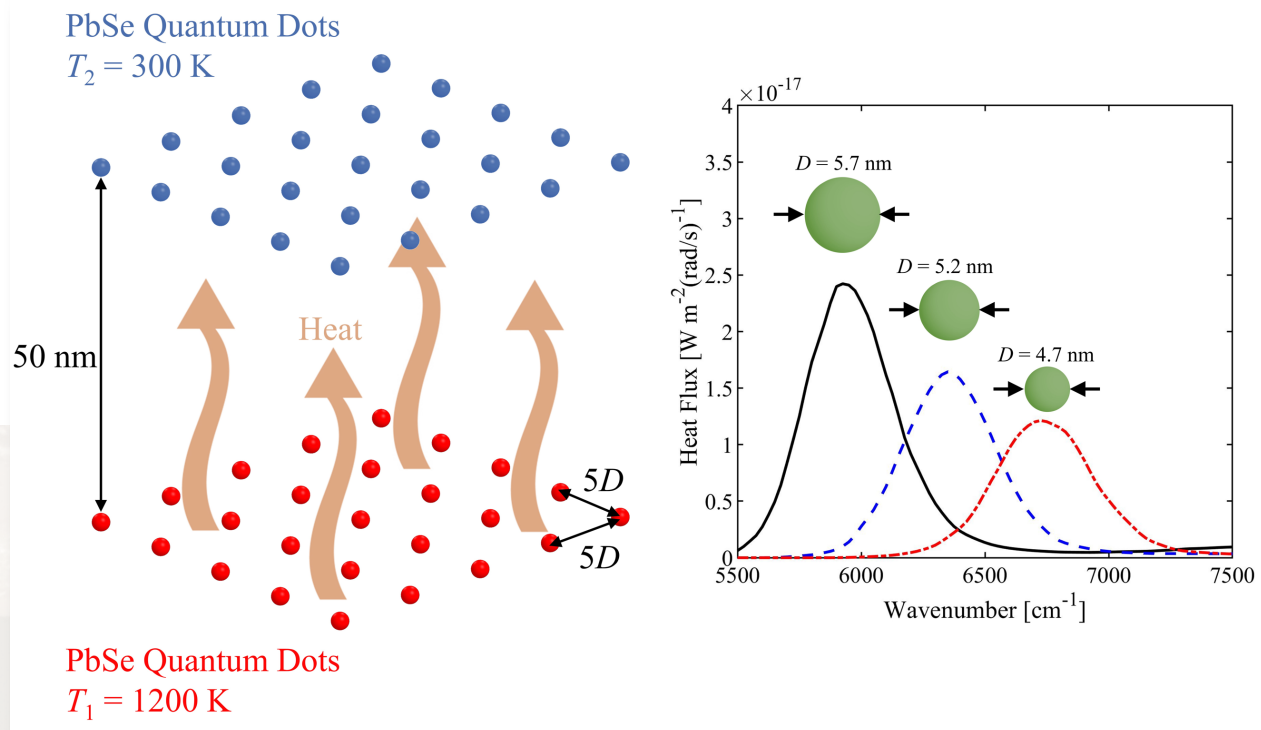 PbSe Quantum Dots
T₂ = 300 K
50 nm
Heat
5D
5D
PbSe Quantum Dots
T₁ = 1200 K
×10⁻¹⁷
4
3.5
3
2.5
2
1.5
1
0.5
0
Heat Flux [W m⁻²(rad/s)⁻¹]
D = 5.7 nm
D = 5.2 nm
D = 4.7 nm
5500 6000 6500 7000 7500
Wavenumber [cm⁻¹]